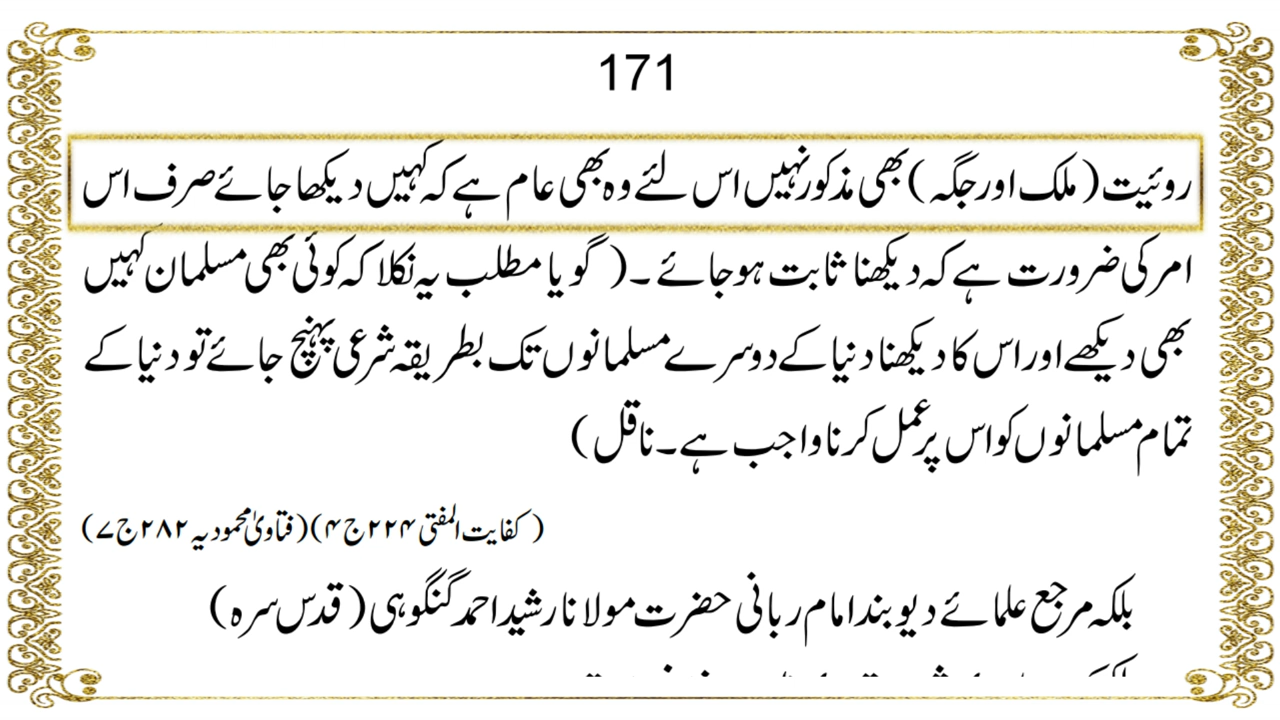 171
روئیت (ملک اور جگہ) بھی مذکور نہیں اس لئے وہ بھی عام ہے کہ کہیں دیکھا جائے صرف اس
امر کی ضرورت ہے کہ دیکھنا ثابت ہوجائے۔ (گویا مطلب یہ نکلا کہ کوئی بھی مسلمان کہیں
بھی دیکھے اور اس کا دیکھنا دنیا کے دوسرے مسلمانوں تک بطریقہ شرعی پہنچ جائے تو دنیا کے
تمام مسلمانوں کو اس پر عمل کرنا واجب ہے۔ ناقل)
(کفایت المفتی ۲۲۴ ج ۴) (فتاویٰ محمودیہ ۲۸۲ ج ۷)
بلکہ مرجع علمائے دیوبند امام ربانی حضرت مولانا رشید احمد گنگوہی (قدس سرہ)